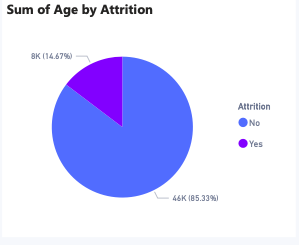 Sum of Age by Attrition
8K (14.67%)
Attrition
No
Yes
46K (85.33%)